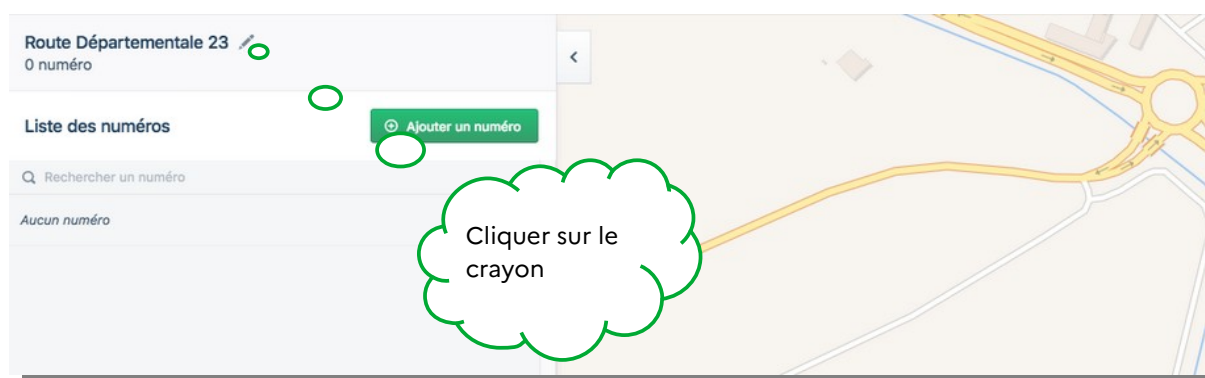 Route Départementale 23
0 numéro
Liste des numéros
Ajouter un numéro
Rechercher un numéro
Aucun numéro
Cliquer sur le
crayon